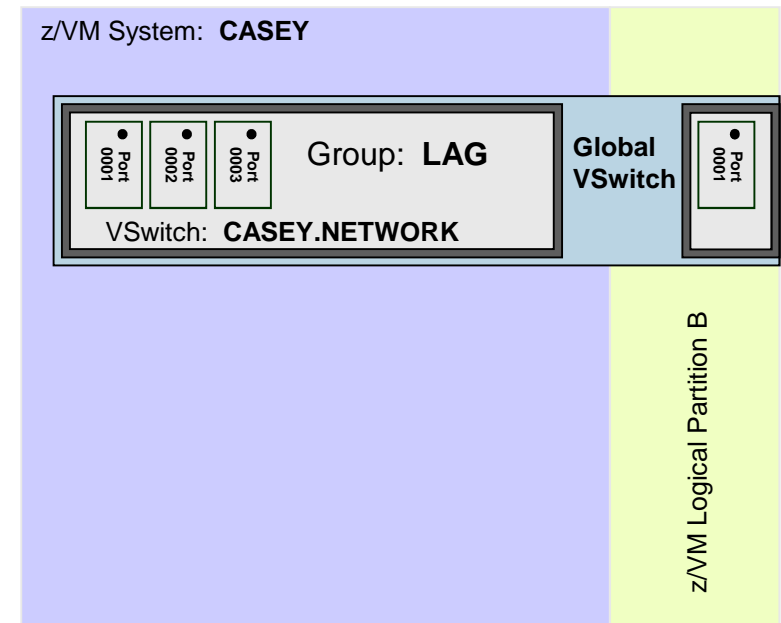 z/VM System: CASEY
Port
0001
Port
0002
Port
0003
Group: LAG
Global
VSwitch
Port
0001
VSwitch: CASEY.NETWORK
z/VM Logical Partition B